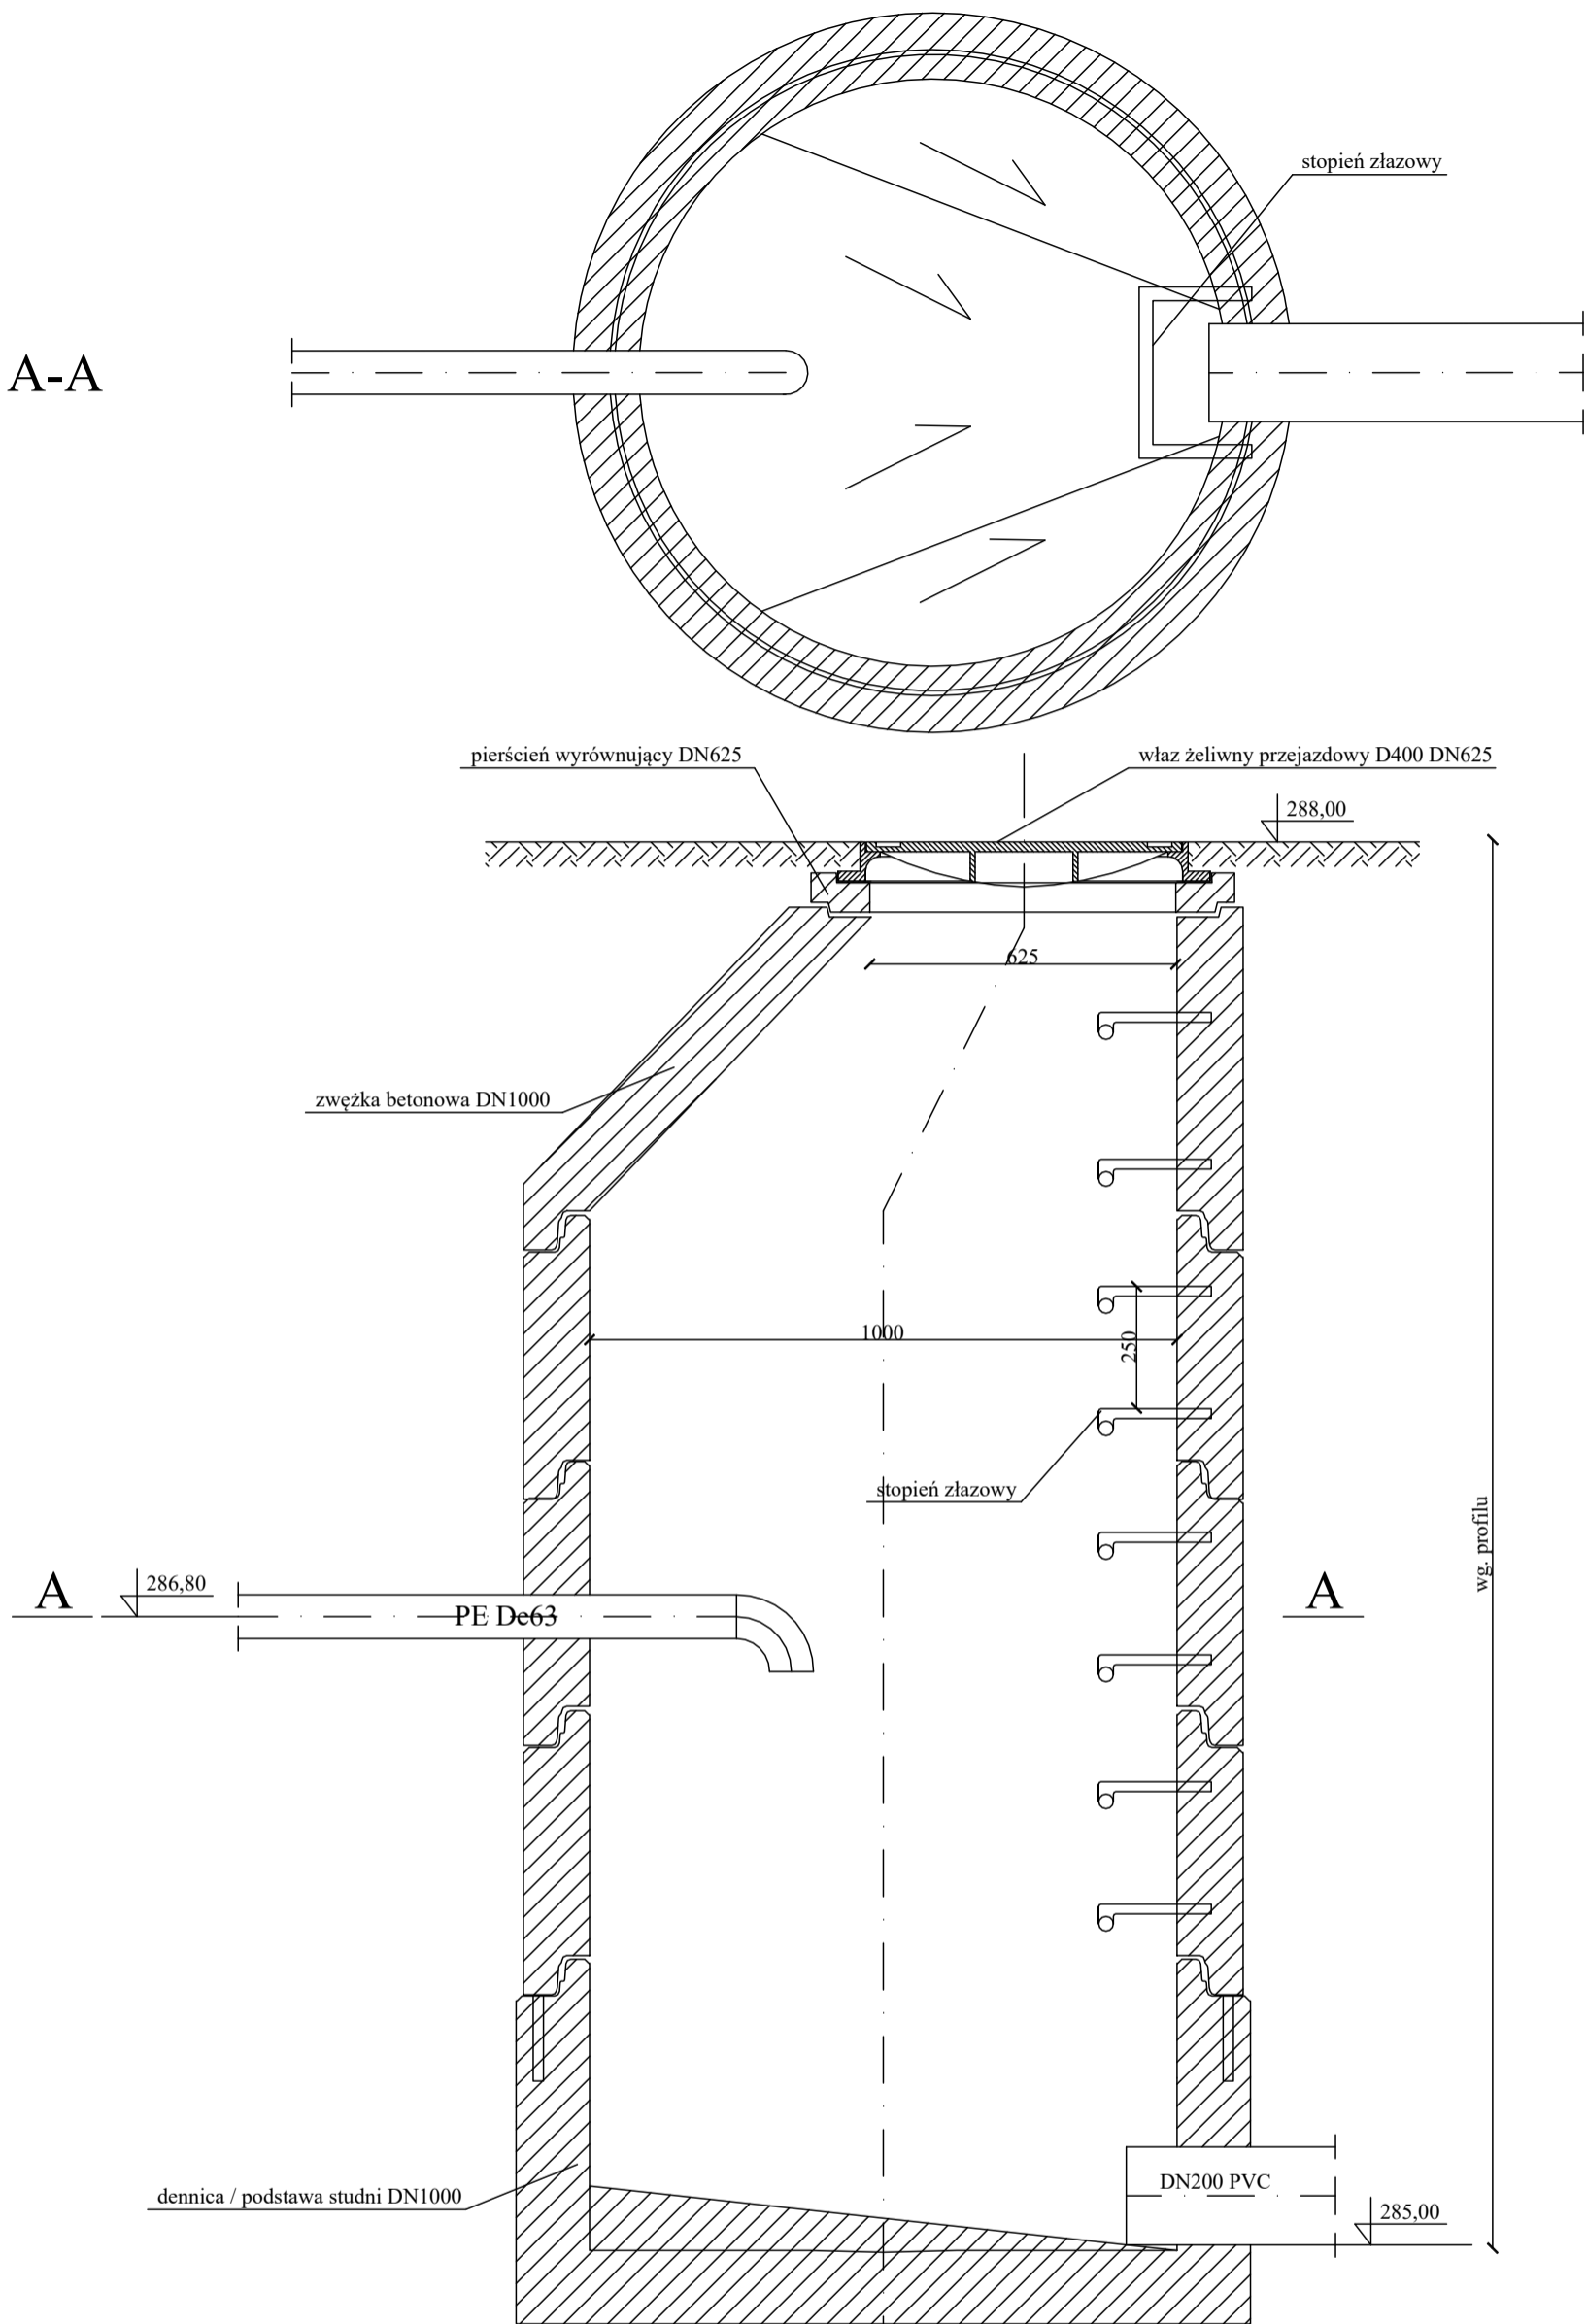 stopień złazowy
A-A
pierścień wyrównujący DN625
właz żeliwny przejazdowy D400 DN625
288,00
625
zwężka betonowa DN1000
1000
250
stopień złazowy
wg. profilu
A
286,80
A
PE De63
DN200 PVC
dennica / podstawa studni DN1000
285,00